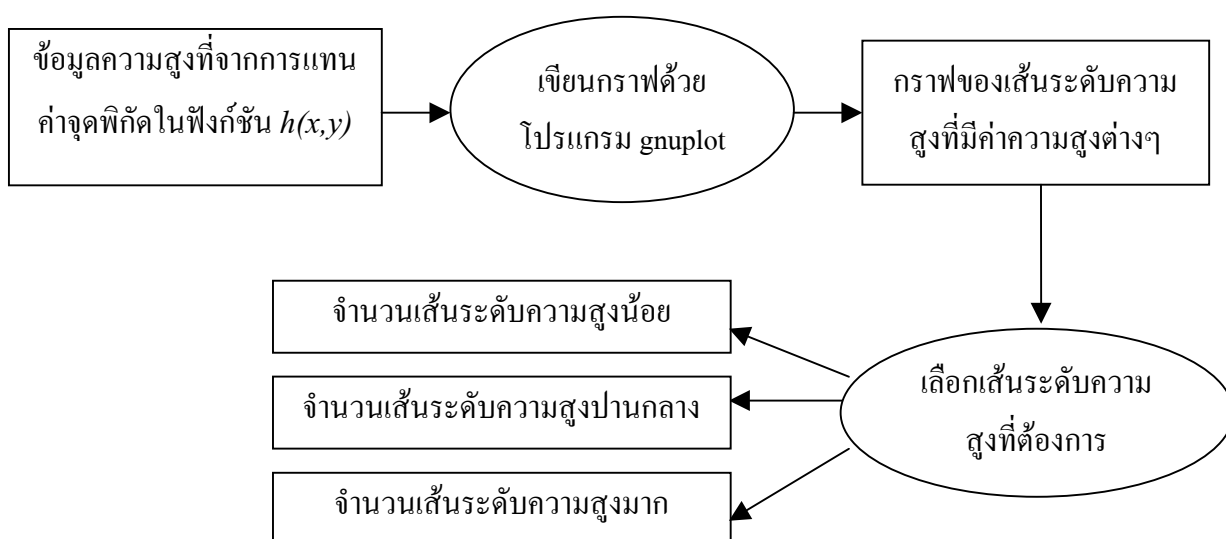 ข้อมูลความสูงที่จากการแทน
ค่าจุดพิกัดในฟังก์ชัน h(x,y)
เขียนกราฟด้วย
โปรแกรม gnuplot
กราฟของเส้นระดับความ
สูงที่มีค่าความสูงต่างๆ
เลือกเส้นระดับความ
สูงที่ต้องการ
จำนวนเส้นระดับความสูงน้อย
จำนวนเส้นระดับความสูงปานกลาง
จำนวนเส้นระดับความสูงมาก